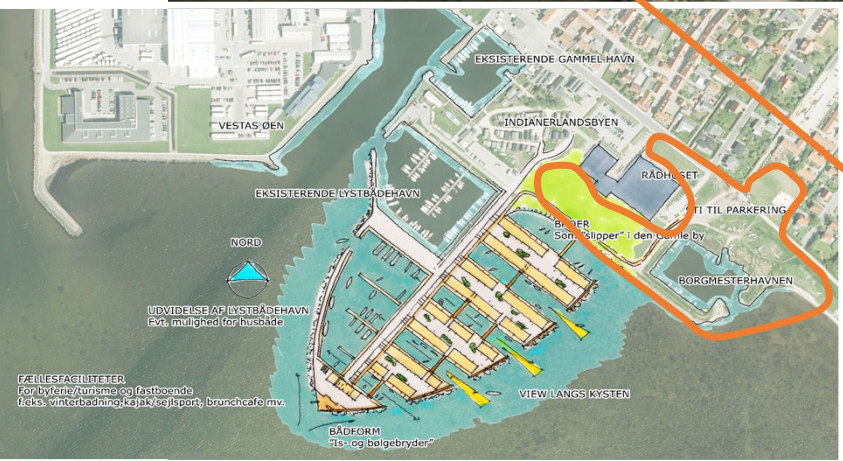 EKSISTERENDE GAMMEL HAVN
VESTAS ØEN
INDIANERLANDSBYEN
RÅDHUSET
EKSISTERENDE LYSTBÅDEHAVN
STI TIL PARKERING
BROER
Som "slipper" i den Gamle by
NORD
BORGMESTERHAVNEN
UDVIDELSE AF LYSTBÅDEHAVN
Evt. mulighed for husbåde
FÆLLESFACILITETER
For byferie/turisme og fastboende
f.eks. vinterbadning,kajak/sejlsport, brunchcafe mv.
VIEW LANGS KYSTEN
BÅDFORM
"Is- og bølgebryder"